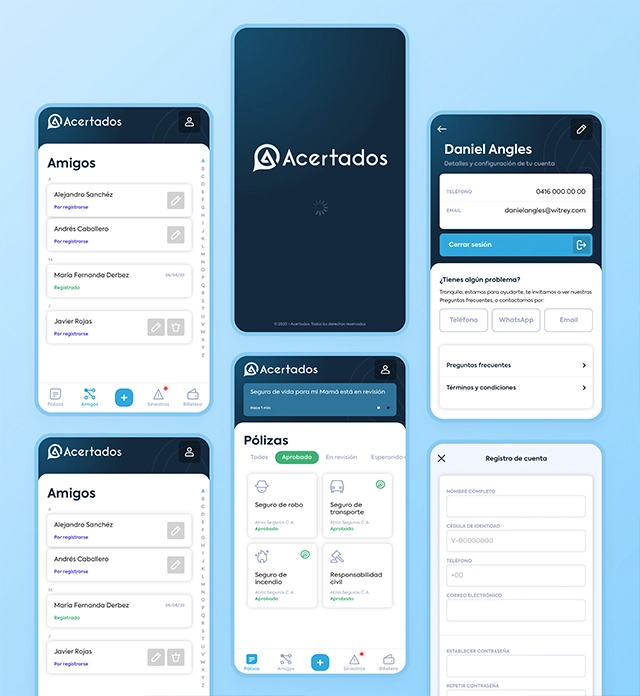 Acertados
Amigos
A
Alejandro Sanchéz
Por registrarse
Andrés Caballero
Por registrarse
M
María Fernanda Derbez
06/04/20
Registrado
J
Javier Rojas
Por registrarse
A
B
C
D
E
F
G
H
I
J
K
L
M
N
O
P
Q
R
S
T
U
V
W
X
Y
Z
Pólizas
Amigos
Siniestros
Billetera
Acertados
© 2020 - Acertados. Todos los derechos reservados
Daniel Angles
Detalles y configuración de tu cuenta
TELÉFONO
0416 000 00 00
EMAIL
danielangles@witrey.com
Cerrar sesión
¿Tienes algún problema?
Tranquilo, estamos para ayudarte, te invitamos a ver nuestras
Preguntas frecuentes, o contactarnos por:
Teléfono
WhatsApp
Email
Preguntas frecuentes
Términos y condiciones
Acertados
Seguro de vida para mi Mamá está en revisión
Hace 1 min
Pólizas
Todos
Aprobado
En revisión
Esperando
Seguro de robo
Atrio Seguros C.A.
Aprobado
Seguro de
transporte
Atrio Seguros C.A.
Aprobado
Seguro de
incendio
Atrio Seguros C.A.
Aprobado
Responsabilidad
civil
Atrio Seguros C.A.
Aprobado
Pólizas
Amigos
Siniestros
Billetera
Acertados
Amigos
A
Alejandro Sanchéz
Por registrarse
Andrés Caballero
Por registrarse
M
María Fernanda Derbez
06/04/20
Registrado
J
Javier Rojas
Por registrarse
A
B
C
D
E
F
G
H
I
J
K
L
M
N
O
P
Q
R
S
T
U
V
Registro de cuenta
NOMBRE COMPLETO
CÉDULA DE IDENTIDAD
V-00000000
TELÉFONO
+00
CORREO ELECTRÓNICO
ESTABLECER CONTRASEÑA
REPETIR CONTRASEÑA